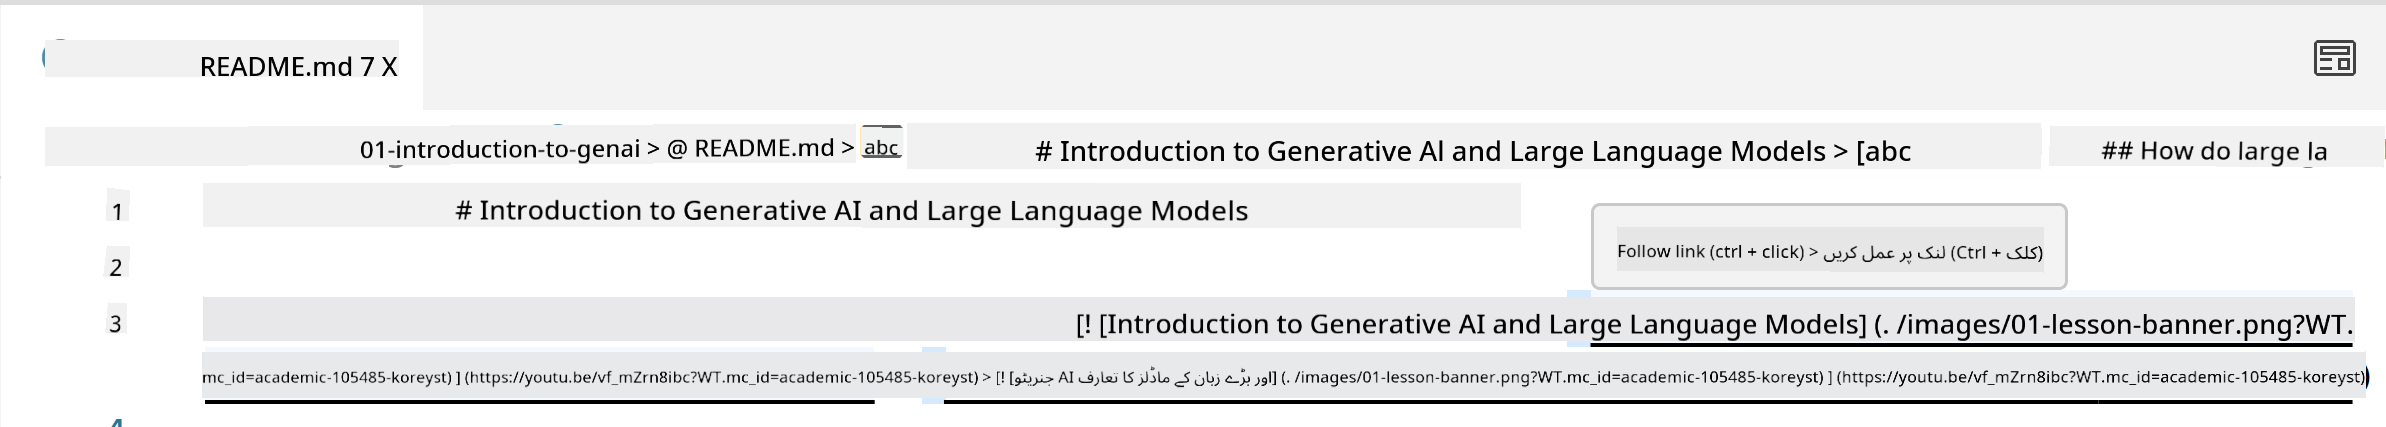 README.md 7 X
01-introduction-to-genai > @ README.md > abc # Introduction to Generative Al and Large Language Models > [abc ## How do large la
1 # Introduction to Generative AI and Large Language Models
2
Follow link (ctrl + click) > لنک پر عمل کریں (Ctrl + کلک)
3 [! [Introduction to Generative AI and Large Language Models] (. /images/01-lesson-banner.png?WT.
mc_id=academic-105485-koreyst) ] (https://youtu.be/vf_mZrn8ibc?WT.mc_id=academic-105485-koreyst) > [! [جنریٹو AI اور بڑے زبان کے ماڈلز کا تعارف] (. /images/01-lesson-banner.png?WT.mc_id=academic-105485-koreyst) ] (https://youtu.be/vf_mZrn8ibc?WT.mc_id=academic-105485-koreyst)